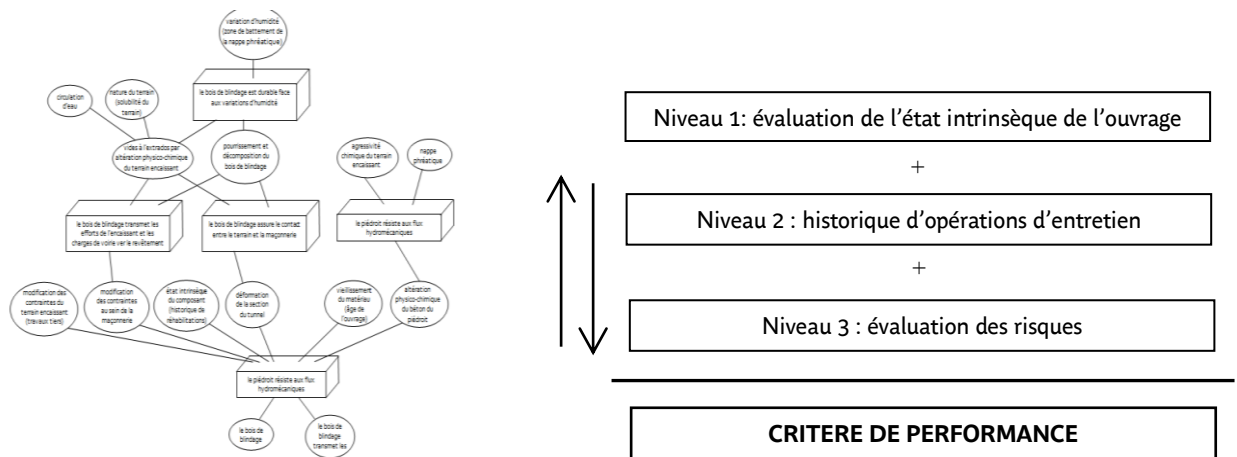 variation d'humidité
(zone de battement de
la nappe phréatique)
le bois de blindage est durable face
aux variations d'humidité
circulation
d'eau
nature du terrain
(solubilité du
terrain)
vides à l'extrados par
altération physico-chimique
du terrain encaissant
pourrissement et
décomposition du
bois de blindage
agressivité
chimique du terrain
encaissant
nappe
phréatique
le bois de blindage transmet les
efforts de l'encaissant et les
charges de voirie ver le revêtement
le bois de blindage assure le contact
entre le terrain et la maçonnerie
le piédroit résiste aux flux
hydromécaniques
modification des
contraintes du
terrain encaissant
(travaux tiers)
modification
des contraintes
au sein de la
maçonnerie
état intrinsèque
du composant
(historique de
réhabilitations)
déformation
de la section
du tunnel
vieillissement
du matériau
(âge de
l'ouvrage)
altération
physico-chimique
du béton du
piédroit
le piédroit résiste aux flux
hydromécaniques
le bois de
blindage
le bois de
blindage
transmet les
Niveau 1: évaluation de l'état intrinsèque de l'ouvrage
+
Niveau 2 : historique d'opérations d'entretien
+
Niveau 3 : évaluation des risques
CRITERE DE PERFORMANCE